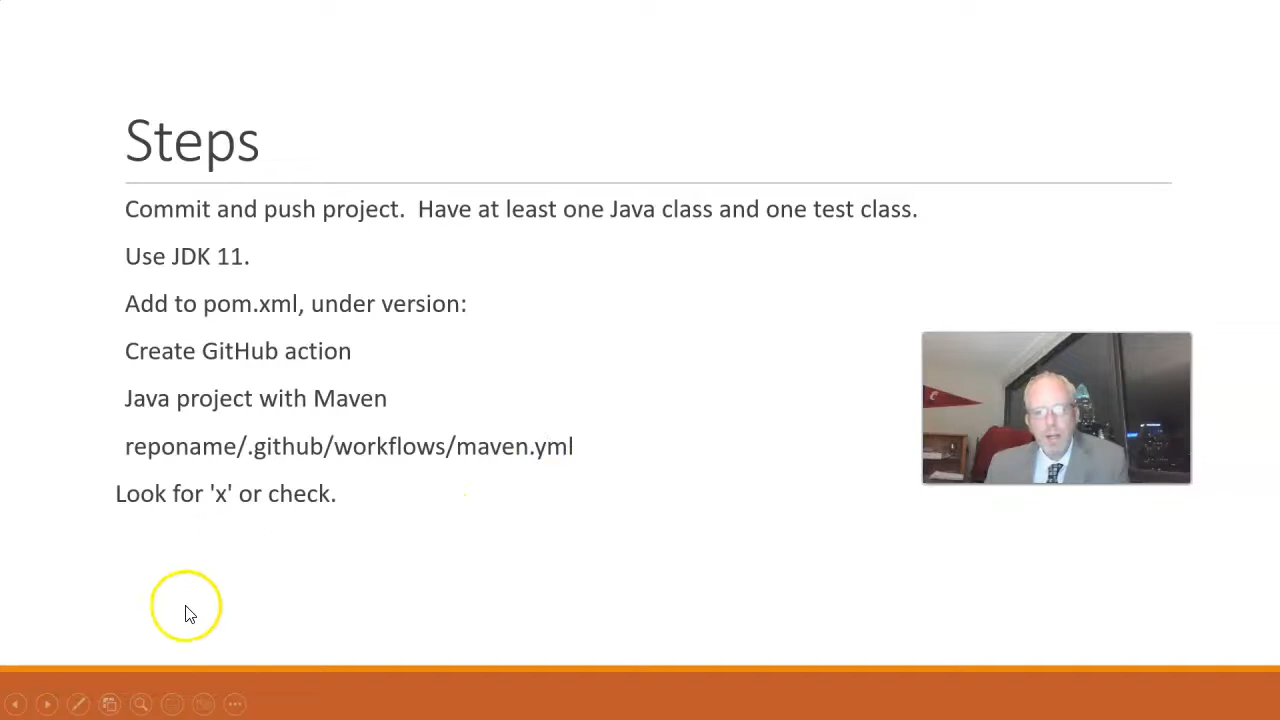 Steps
Commit and push project.  Have at least one Java class and one test class.
Use JDK 11.
Add to pom.xml, under version:
Create GitHub action
Java project with Maven
reponame/.github/workflows/maven.yml
Look for 'x' or check.
C